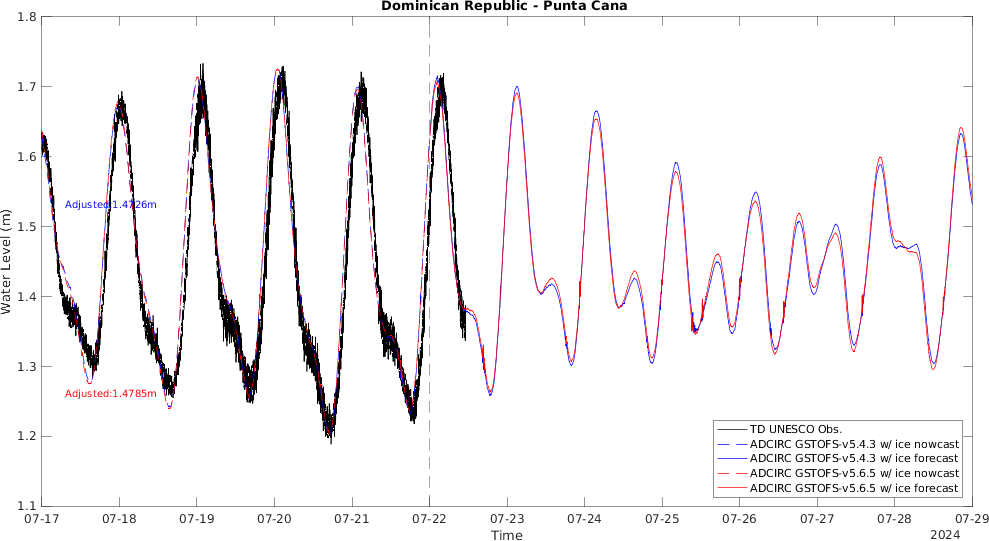 Dominican Republic - Punta Cana
1.8
1.7
1.6
1.5
1.4
1.3
1.2
1.1
Water Level (m)
Adjusted:1.4726m
Adjusted:1.4785m
TD UNESCO Obs.
ADCIRC GSTOFS-v5.4.3 w/ ice nowcast
ADCIRC GSTOFS-v5.4.3 w/ ice forecast
ADCIRC GSTOFS-v5.6.5 w/ ice nowcast
ADCIRC GSTOFS-v5.6.5 w/ ice forecast
07-17 07-18 07-19 07-20 07-21 07-22 07-23 07-24 07-25 07-26 07-27 07-28 07-29
Time
2024